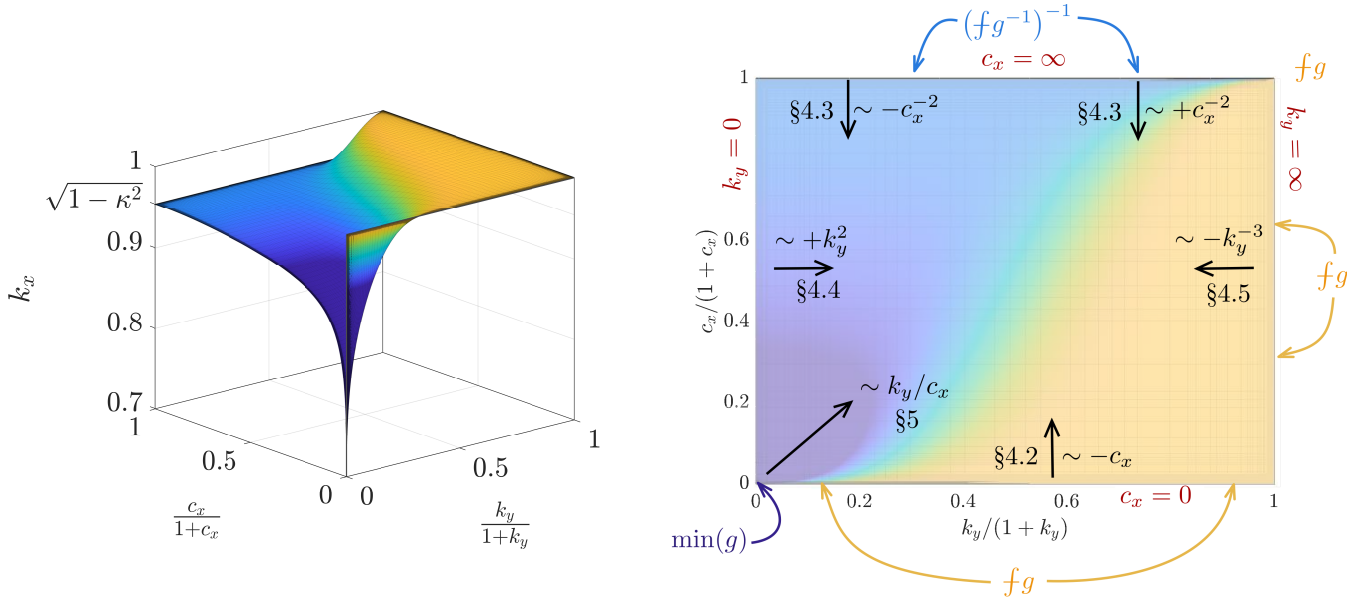 1
√1 − κ²
0.9
0.8
0.7
k_x
1
0.5
0
0
0.5
1
c_x/1+c_x
k_y/1+k_y
(⨍g⁻¹)⁻¹
c_x = ∞
⨍g
1
§4.3
∼ −c_x⁻²
§4.3
∼ +c_x⁻²
k_y = 0
k_y = ∞
∼ +k_y²
§4.4
∼ −k_y⁻³
§4.5
⨍g
0.6
0.4
0.2
0
c_x/(1 + c_x)
∼ k_y/c_x
§5
§4.2
∼ −c_x
c_x = 0
0
0.2
0.4
0.6
1
k_y/(1 + k_y)
min(g)
⨍g